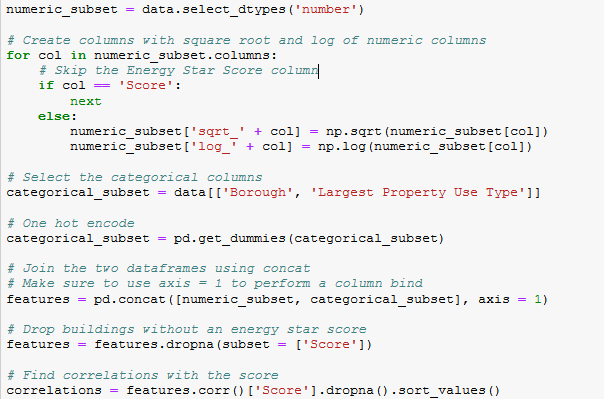 numeric_subset = data.select_dtypes('number')
# Create columns with square root and log of numeric columns
for col in numeric_subset.columns:
    # Skip the Energy Star Score column
    if col == 'Score':
        next
    else:
        numeric_subset['sqrt_' + col] = np.sqrt(numeric_subset[col])
        numeric_subset['log_' + col] = np.log(numeric_subset[col])
# Select the categorical columns
categorical_subset = data[['Borough', 'Largest Property Use Type']]
# One hot encode
categorical_subset = pd.get_dummies(categorical_subset)
# Join the two dataframes using concat
# Make sure to use axis = 1 to perform a column bind
features = pd.concat([numeric_subset, categorical_subset], axis = 1)
# Drop buildings without an energy star score
features = features.dropna(subset = ['Score'])
# Find correlations with the score
correlations = features.corr()['Score'].dropna().sort_values()